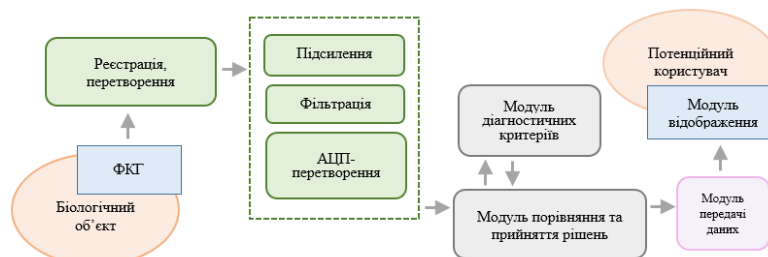 Реєстрація,
перетворення
ФКГ
Біологічний
об’єкт
Підсилення
Фільтрація
АЦП-
перетворення
Модуль
діагностичних
критеріїв
Модуль порівняння та
прийняття рішень
Модуль
передачі
даних
Потенційний
користувач
Модуль
відображення